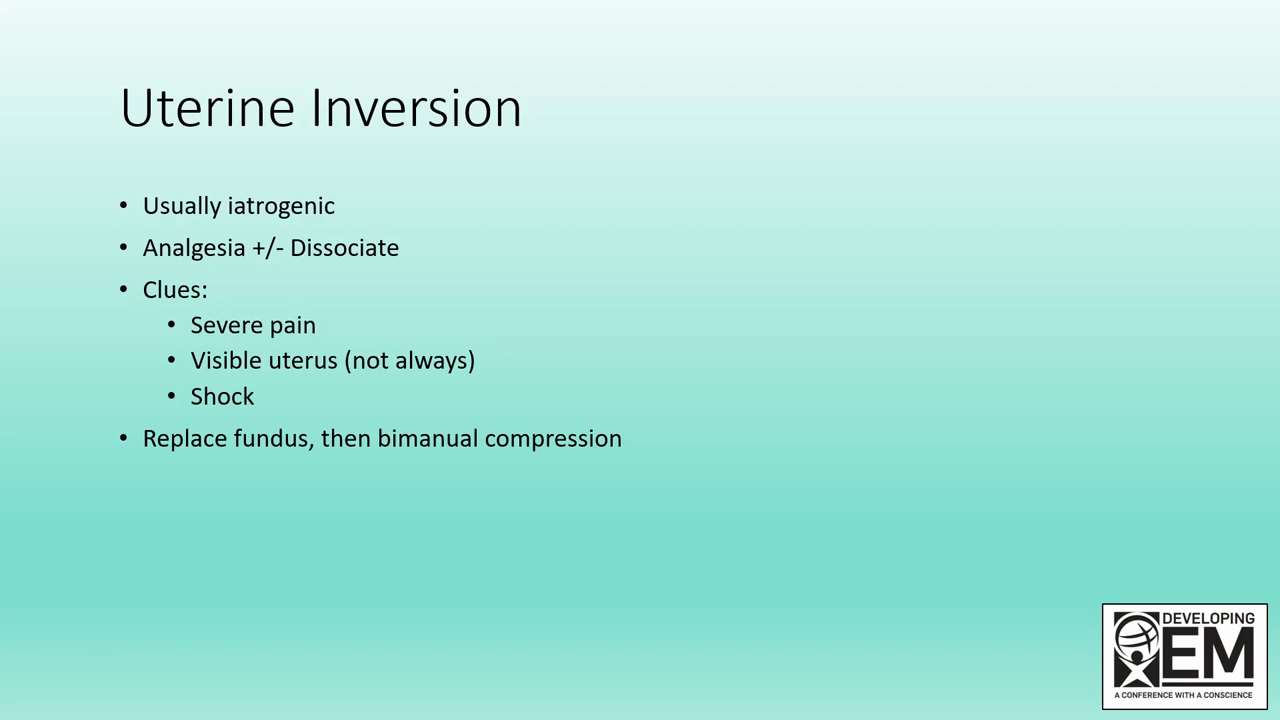 Uterine Inversion
• Usually iatrogenic
• Analgesia +/- Dissociate
• Clues:
• Severe pain
• Visible uterus (not always)
• Shock
• Replace fundus, then bimanual compression
DEVELOPING
EM
A CONFERENCE WITH A CONSCIENCE